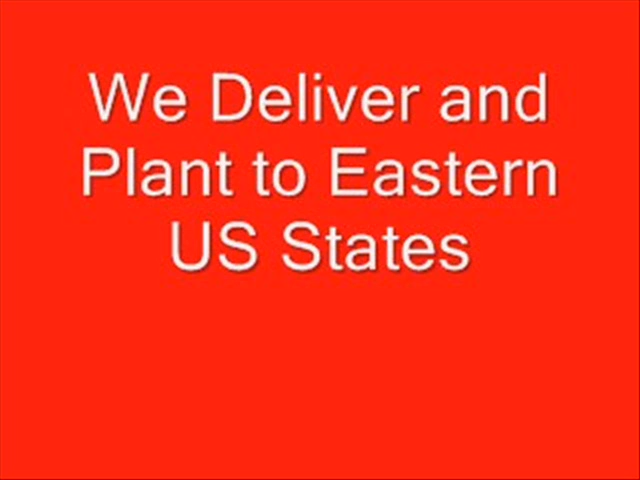 We Deliver and
Plant to Eastern
US States